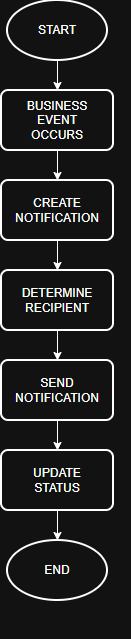 START
BUSINESS
EVENT
OCCURS
CREATE
NOTIFICATION
DETERMINE
RECIPIENT
SEND
NOTIFICATION
UPDATE
STATUS
END